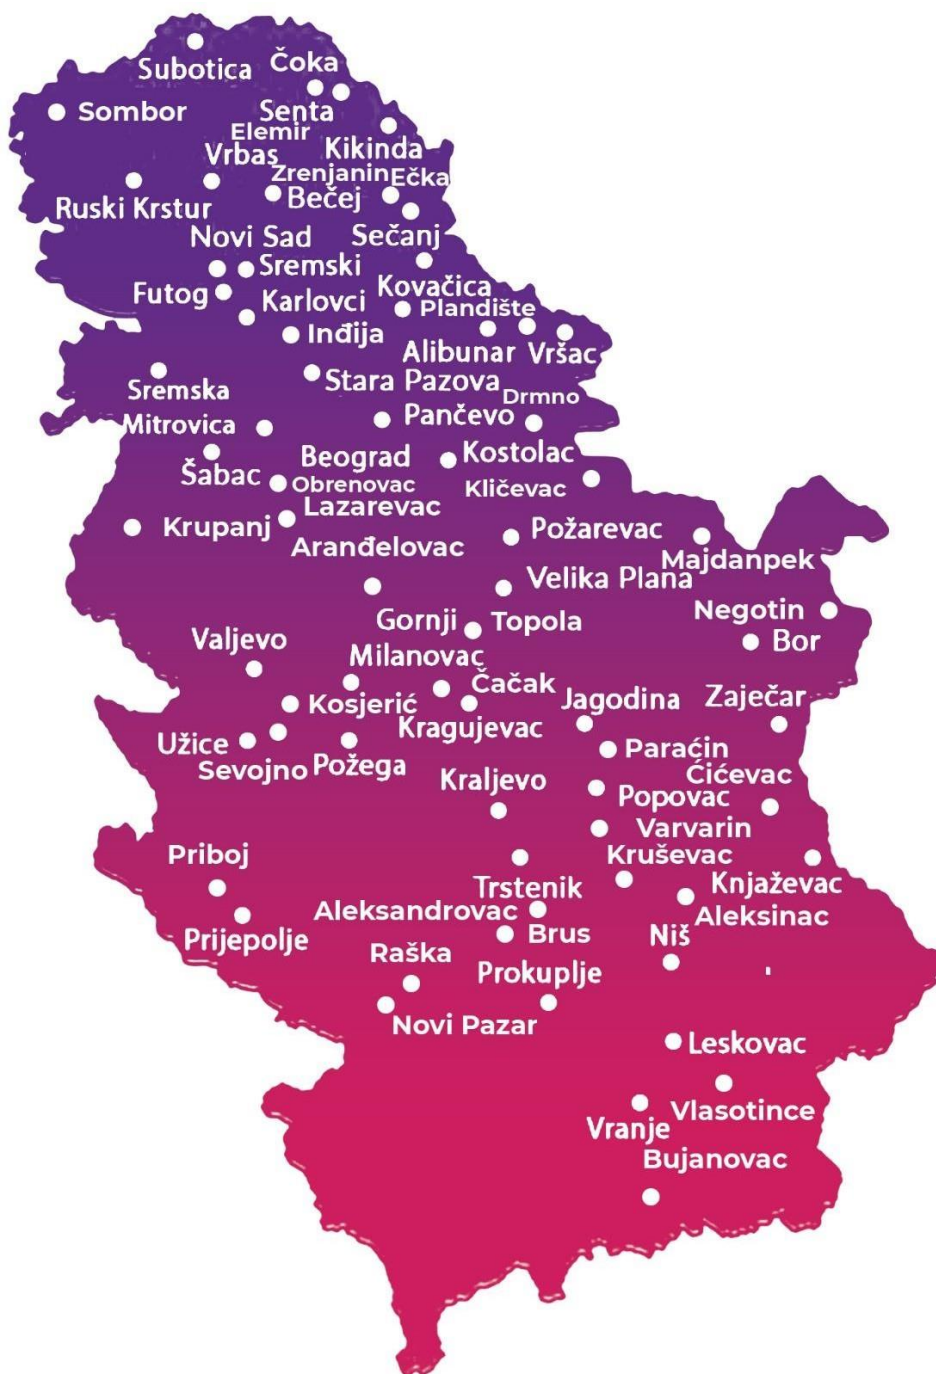 Subotica
Čoka
Sombor
Senta
Elemir
Vrbas
Kikinda
Zrenjanin
Ečka
Ruski Krstur
Bečej
Novi Sad
Sečanj
Sremski
Karlovci
Futog
Kovačica
Plandište
Inđija
Alibunar
Vršac
Sremska
Mitrovica
Stara Pazova
Drmno
Pančevo
Beograd
Kostolac
Šabac
Obrenovac
Kličevac
Lazarevac
Krupanj
Aranđelovac
Požarevac
Majdanpek
Velika Plana
Negotin
Gornji
Milanovac
Topola
Bor
Valjevo
Čačak
Jagodina
Zaječar
Kosjerić
Kragujevac
Užice
Sevojno
Požega
Paraćin
Ćićevac
Kraljevo
Popovac
Varvarin
Priboj
Kruševac
Trstenik
Knjaževac
Aleksandrovac
Aleksinac
Prijepolje
Brus
Niš
Raška
Prokuplje
Novi Pazar
Leskovac
Vlasotince
Vranje
Bujanovac